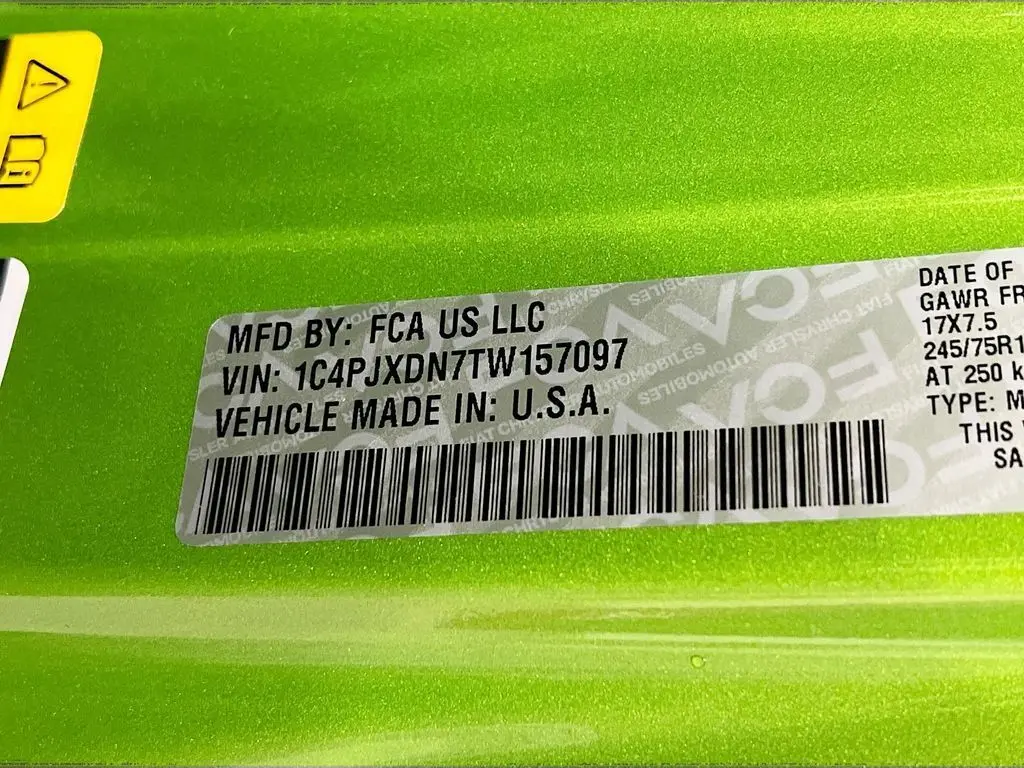 MFD BY: FCA US LLC
VIN: 1C4PJXDN7TW157097
VEHICLE MADE IN: U.S.A.
DATE OF
GAWR FR
17X7.5
245/75R1
AT 250 k
TYPE: M
THIS
SA